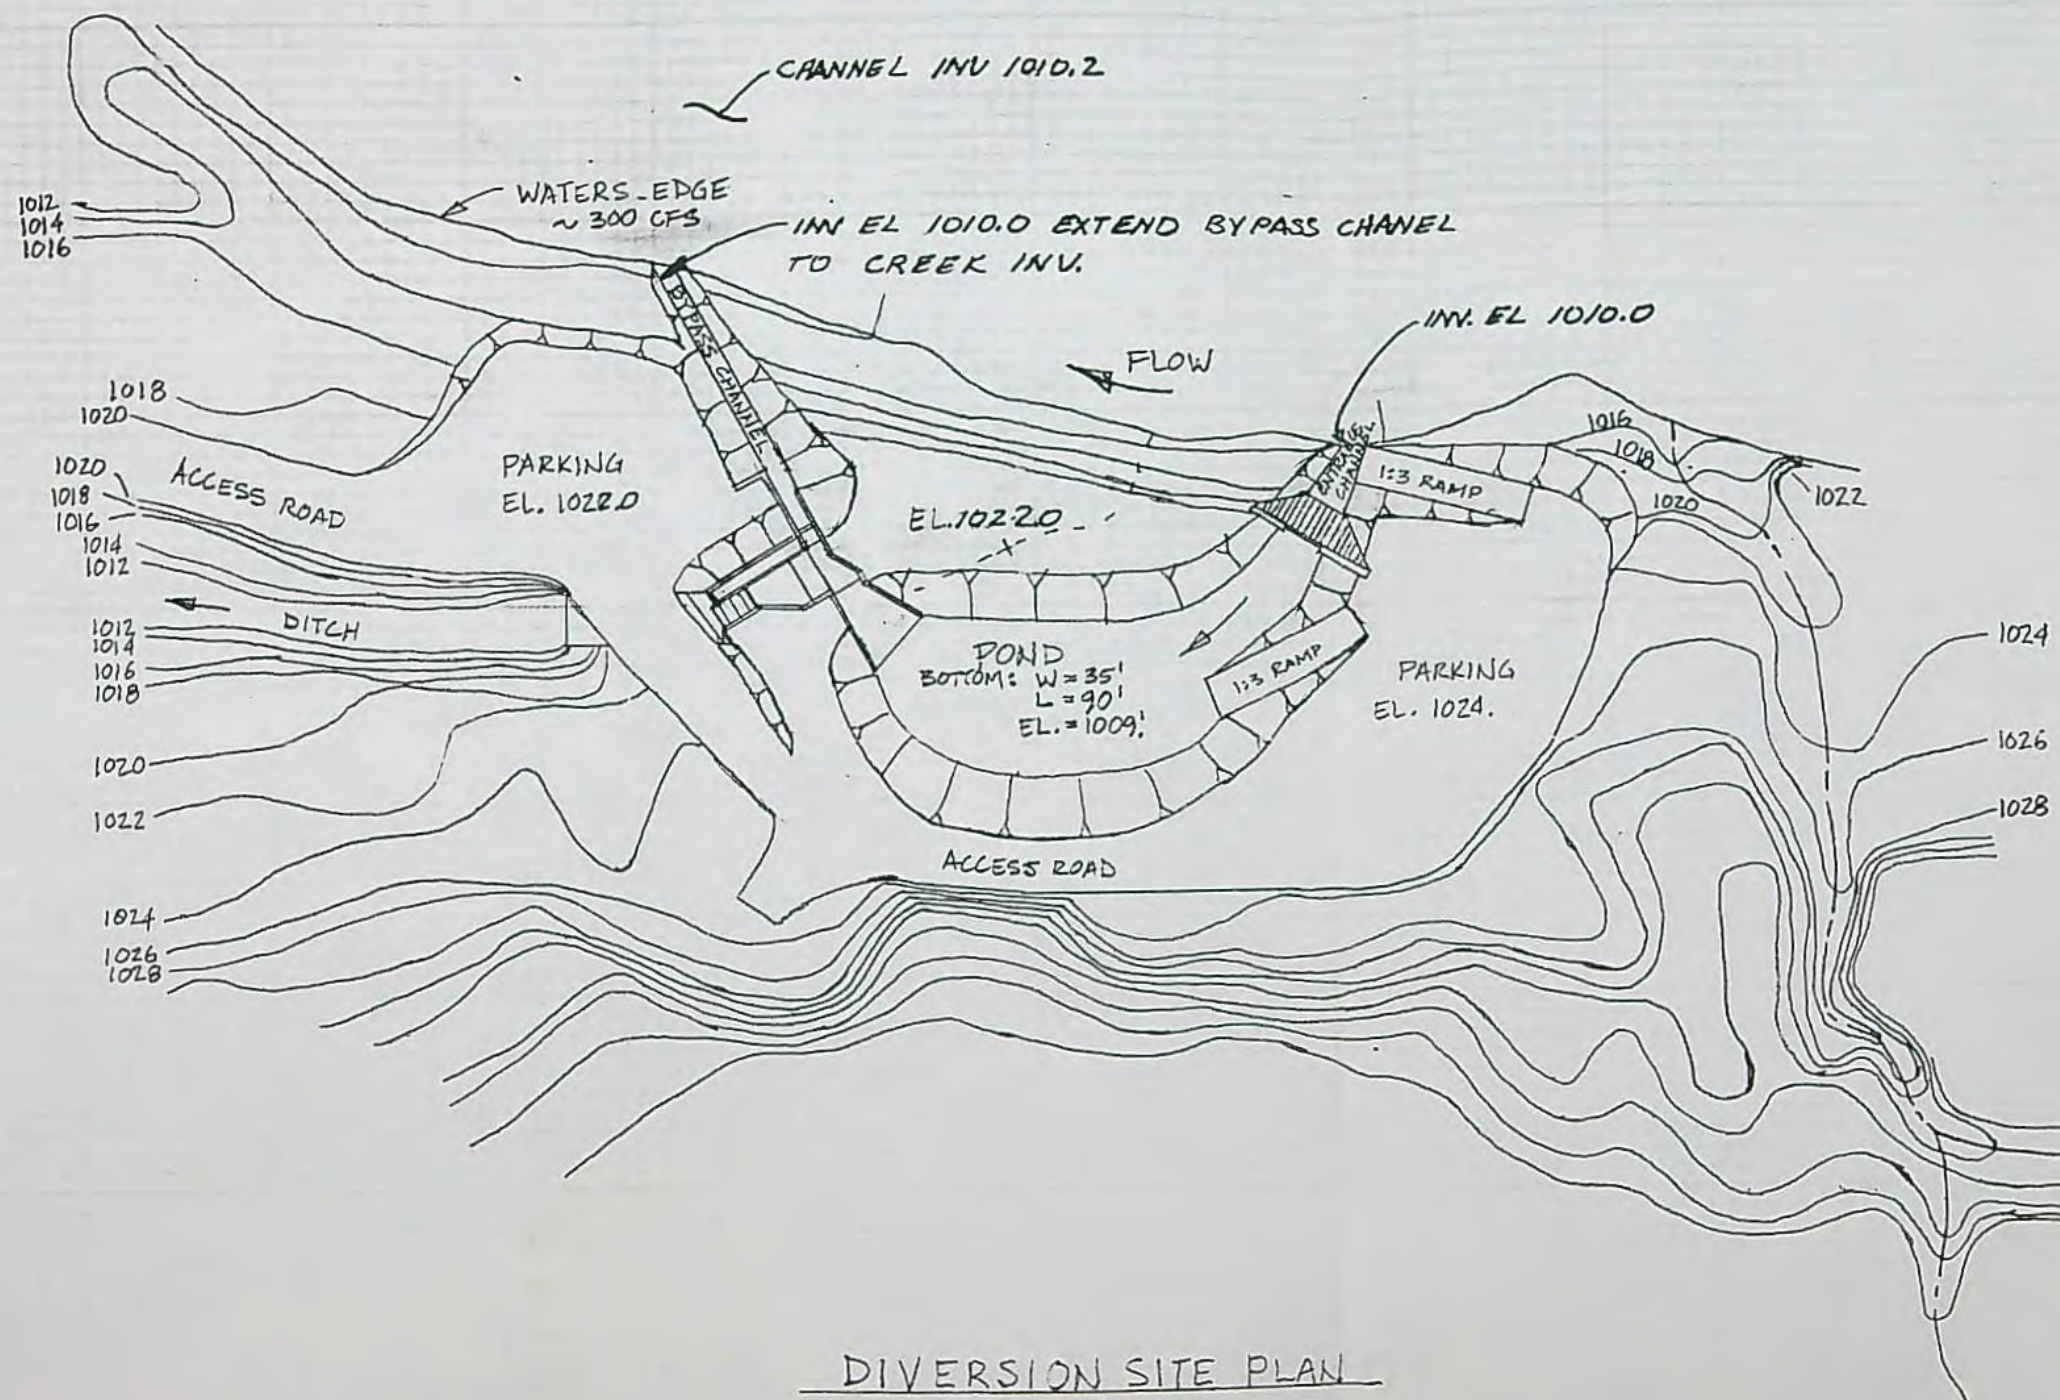 CHANNEL INV 1010.2
WATERS-EDGE
~ 300 CFS
INV EL 1010.0 EXTEND BYPASS CHANEL
TO CREEK INV.
INV. EL 1010.0
FLOW
1012
1014
1016
BYPASS CHANNEL
1018
1020
ACCESS ROAD
PARKING
EL. 1022.0
EL. 1022.0
ENTRANCE
CHANNEL
1:3 RAMP
1016
1018
1020
1022
1020
1018
1016
1014
1012
DITCH
1012
1014
1016
1018
1020
1022
1024
1026
1028
POND
BOTTOM: W = 35'
L = 90'
EL. = 1009.'
1:3 RAMP
PARKING
EL. 1024.
1024
1026
1028
ACCESS ROAD
DIVERSION SITE PLAN